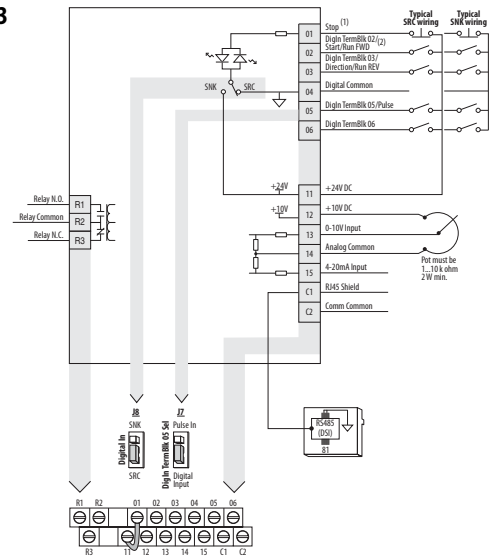 3
Typical
SRC wiring
Typical
SNK wiring
01
Stop (1)
02
DigIn TermBlk 02/(2)
Start/Run FWD
03
DigIn TermBlk 03/
Direction/Run REV
SNK
SRC
04
Digital Common
05
DigIn TermBlk 05/Pulse
06
DigIn TermBlk 06
+24V
11
+24V DC
+10V
12
+10V DC
Relay N.O.
R1
Relay Common
R2
Relay N.C.
R3
13
0-10V Input
14
Analog Common
15
4-20mA Input
Pot must be
1...10 k ohm
2 W min.
C1
RJ45 Shield
C2
Comm Common
J8
J7
SNK
Pulse In
Digital In
DigIn TermBlk 05 Sel
SRC
Digital
Input
RS485
(DSI)
81
R1 R2 01 02 03 04 05 06
R3 11 12 13 14 15 C1 C2